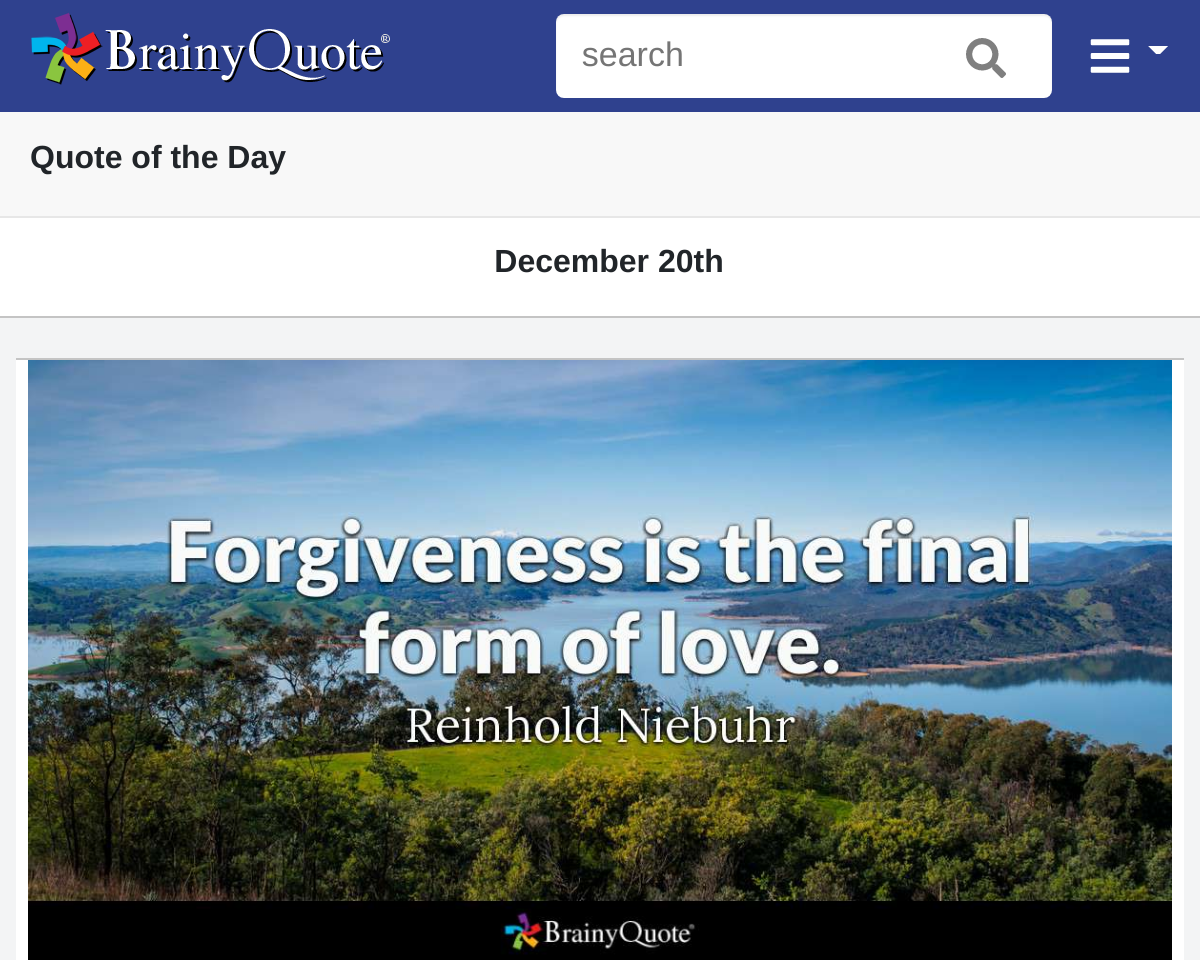 BrainyQuote®
search
Quote of the Day
December 20th
Forgiveness is the final
form of love.
Reinhold Niebuhr
BrainyQuote®